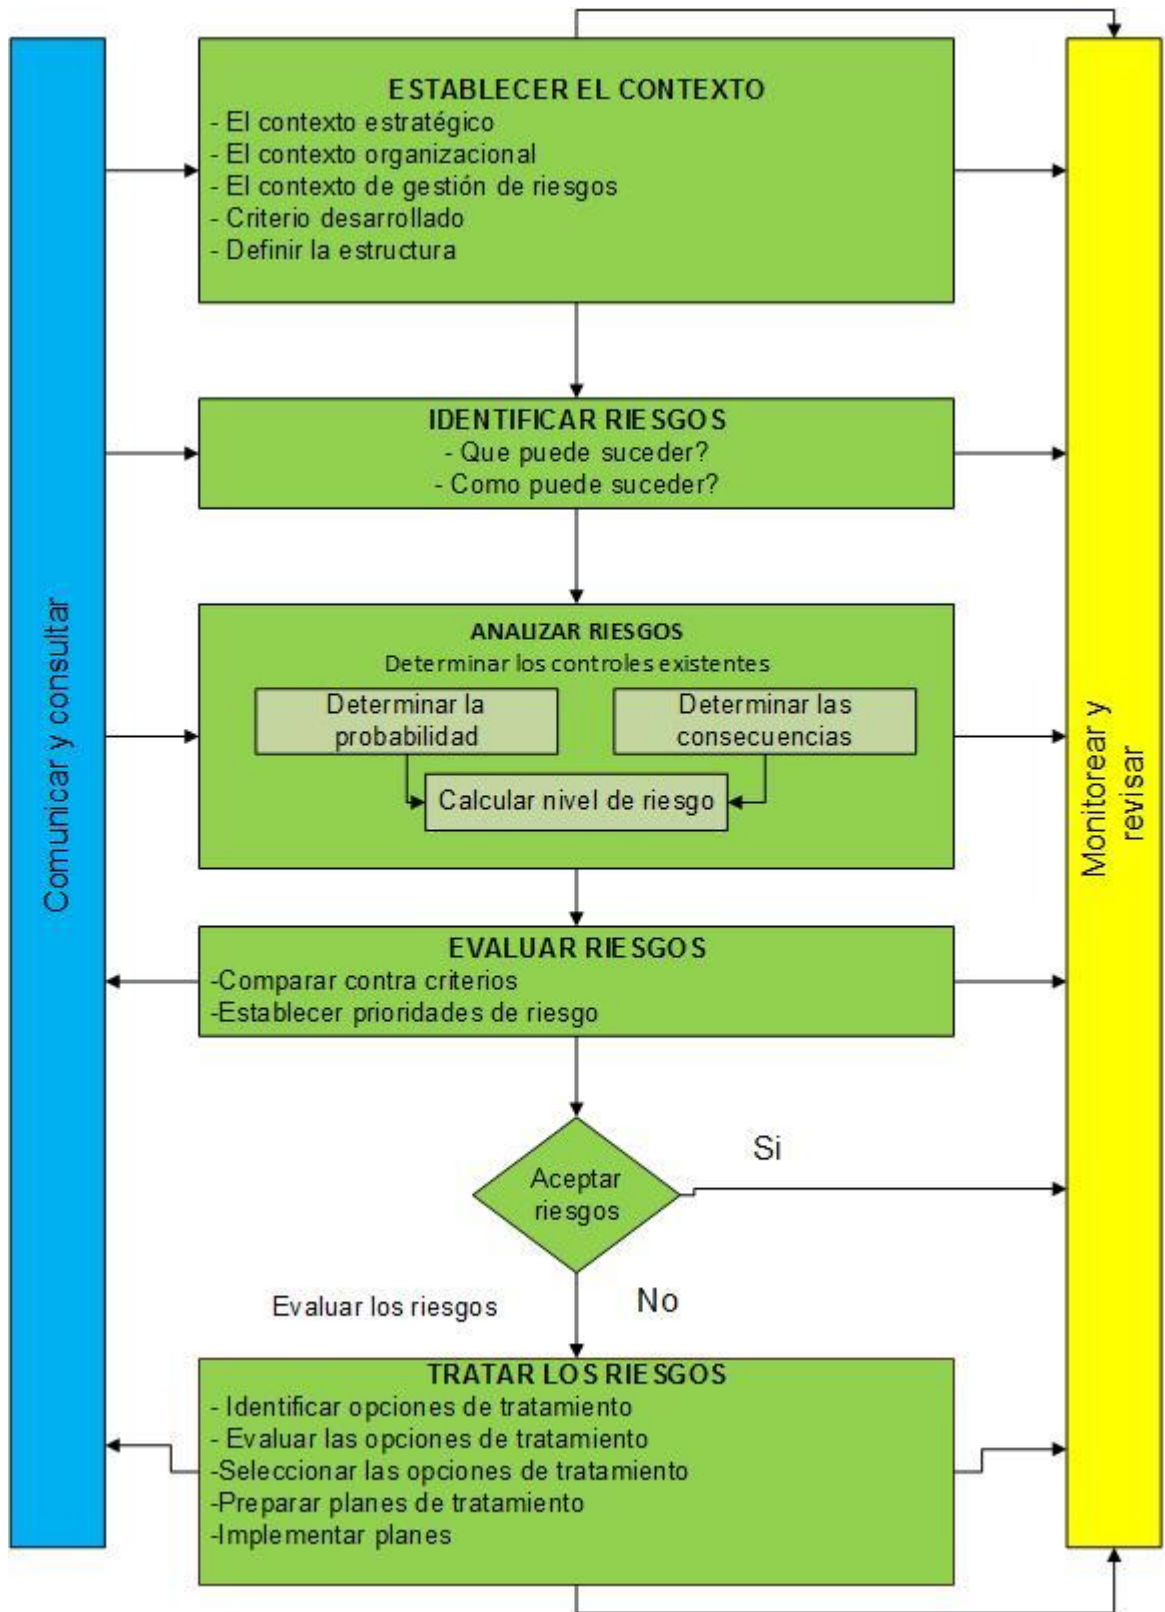 ESTABLECER EL CONTEXTO
- El contexto estratégico
- El contexto organizacional
- El contexto de gestión de riesgos
- Criterio desarrollado
- Definir la estructura
IDENTIFICAR RIESGOS
- Que puede suceder?
- Como puede suceder?
Comunicar y consultar
ANALIZAR RIESGOS
Determinar los controles existentes
Determinar la
probabilidad
Determinar las
consecuencias
Calcular nivel de riesgo
Monitorear y
revisar
EVALUAR RIESGOS
-Comparar contra criterios
-Establecer prioridades de riesgo
Aceptar
riesgos
Si
Evaluar los riesgos
No
TRATAR LOS RIESGOS
- Identificar opciones de tratamiento
- Evaluar las opciones de tratamiento
-Seleccionar las opciones de tratamiento
-Preparar planes de tratamiento
-Implementar planes